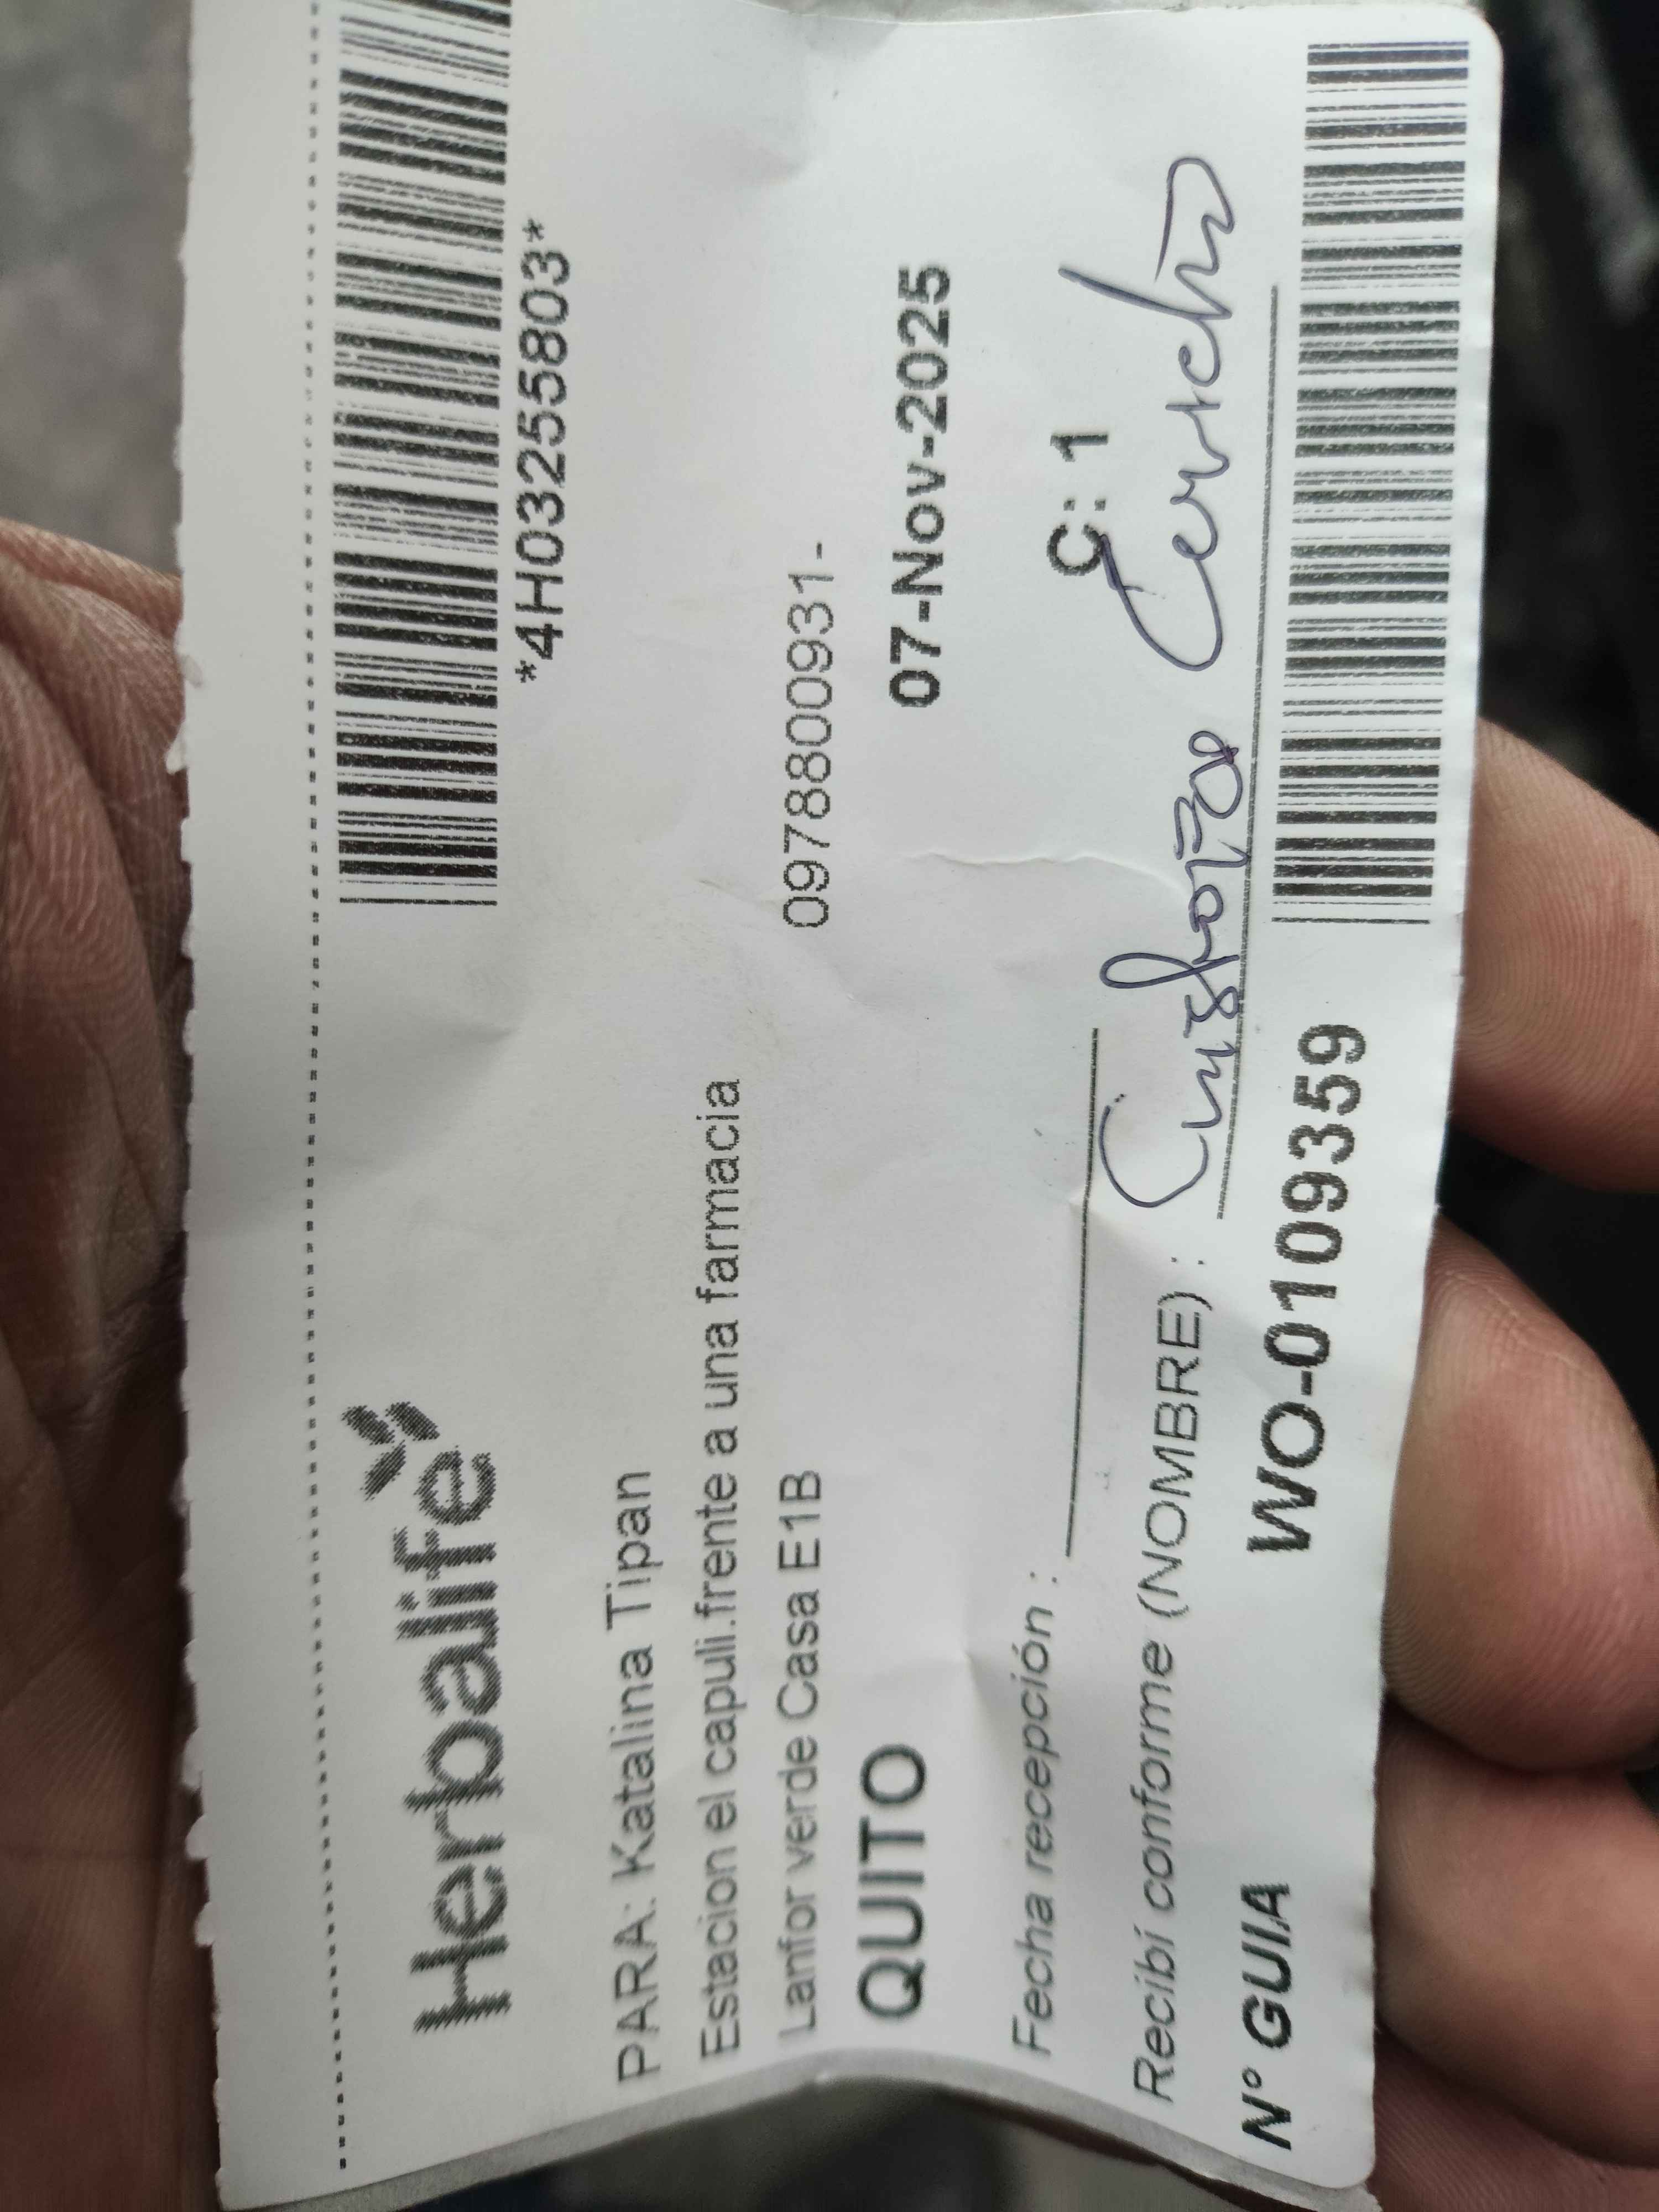 Herbalife
*4H03255803*
PARA: Katalina Tipan
Estacion el capuli.frente a una farmacia
Lanfor verde Casa E1B 0978800931-
QUITO 07-Nov-2025
Fecha recepción : C: 1
Recibí conforme (NOMBRE) :
N° GUIA WO-0109359